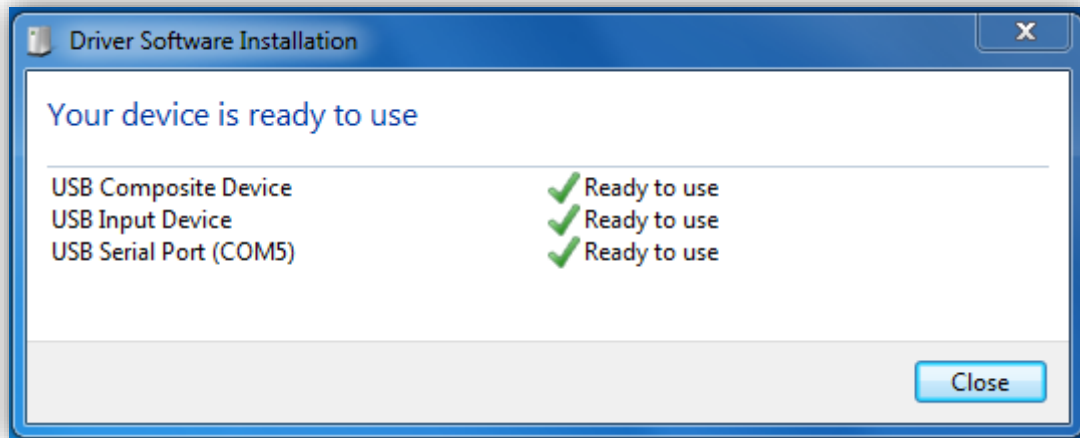 Driver Software Installation
X
Your device is ready to use
USB Composite Device Ready to use
USB Input Device Ready to use
USB Serial Port (COM5) Ready to use
Close